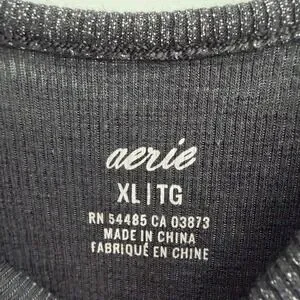 aerie
XL | TG
RN 54485 CA 03873
MADE IN CHINA
FABRIQUÉ EN CHINE